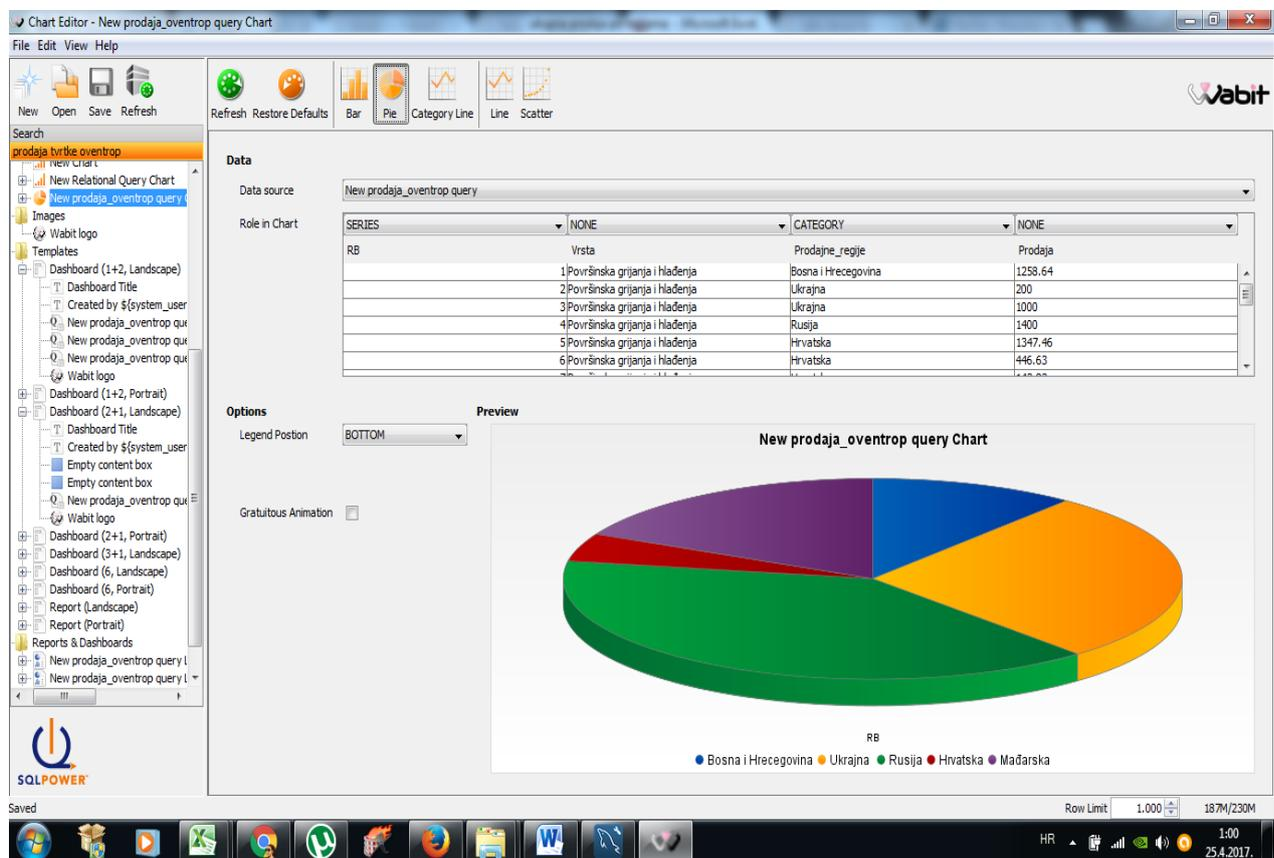 Chart Editor - New prodaja_oventrop query Chart
File Edit View Help
New Open Save Refresh
Refresh Restore Defaults Bar Pie Category Line Line Scatter
Wabit
Search
prodaja tvrtke oventrop
New Chart
New Relational Query Chart
New prodaja_oventrop query
Images
Wabit logo
Templates
Dashboard (1+2, Landscape)
Dashboard Title
Created by ${system_user
New prodaja_oventrop que
New prodaja_oventrop que
New prodaja_oventrop que
Wabit logo
Dashboard (1+2, Portrait)
Dashboard (2+1, Landscape)
Dashboard Title
Created by ${system_user
Empty content box
Empty content box
New prodaja_oventrop que
Wabit logo
Dashboard (2+1, Portrait)
Dashboard (3+1, Landscape)
Dashboard (6, Landscape)
Dashboard (6, Portrait)
Report (Landscape)
Report (Portrait)
Reports & Dashboards
New prodaja_oventrop query L
New prodaja_oventrop query L
SQLPOWER
Data
Data source New prodaja_oventrop query
Role in Chart SERIES NONE CATEGORY NONE
RB Vrsta Prodajne_regije Prodaja
1 Površinska grijanja i hlađenja Bosna i Hrecegovina 1258.64
2 Površinska grijanja i hlađenja Ukrajna 200
3 Površinska grijanja i hlađenja Ukrajna 1000
4 Površinska grijanja i hlađenja Rusija 1400
5 Površinska grijanja i hlađenja Hrvatska 1347.46
6 Površinska grijanja i hlađenja Hrvatska 446.63
Options
Legend Postion BOTTOM
Gratuitous Animation
Preview
New prodaja_oventrop query Chart
RB
Bosna i Hrecegovina Ukrajna Rusija Hrvatska Mađarska
Saved
Row Limit 1.000 187M/230M
HR
1:00
25.4.2017.